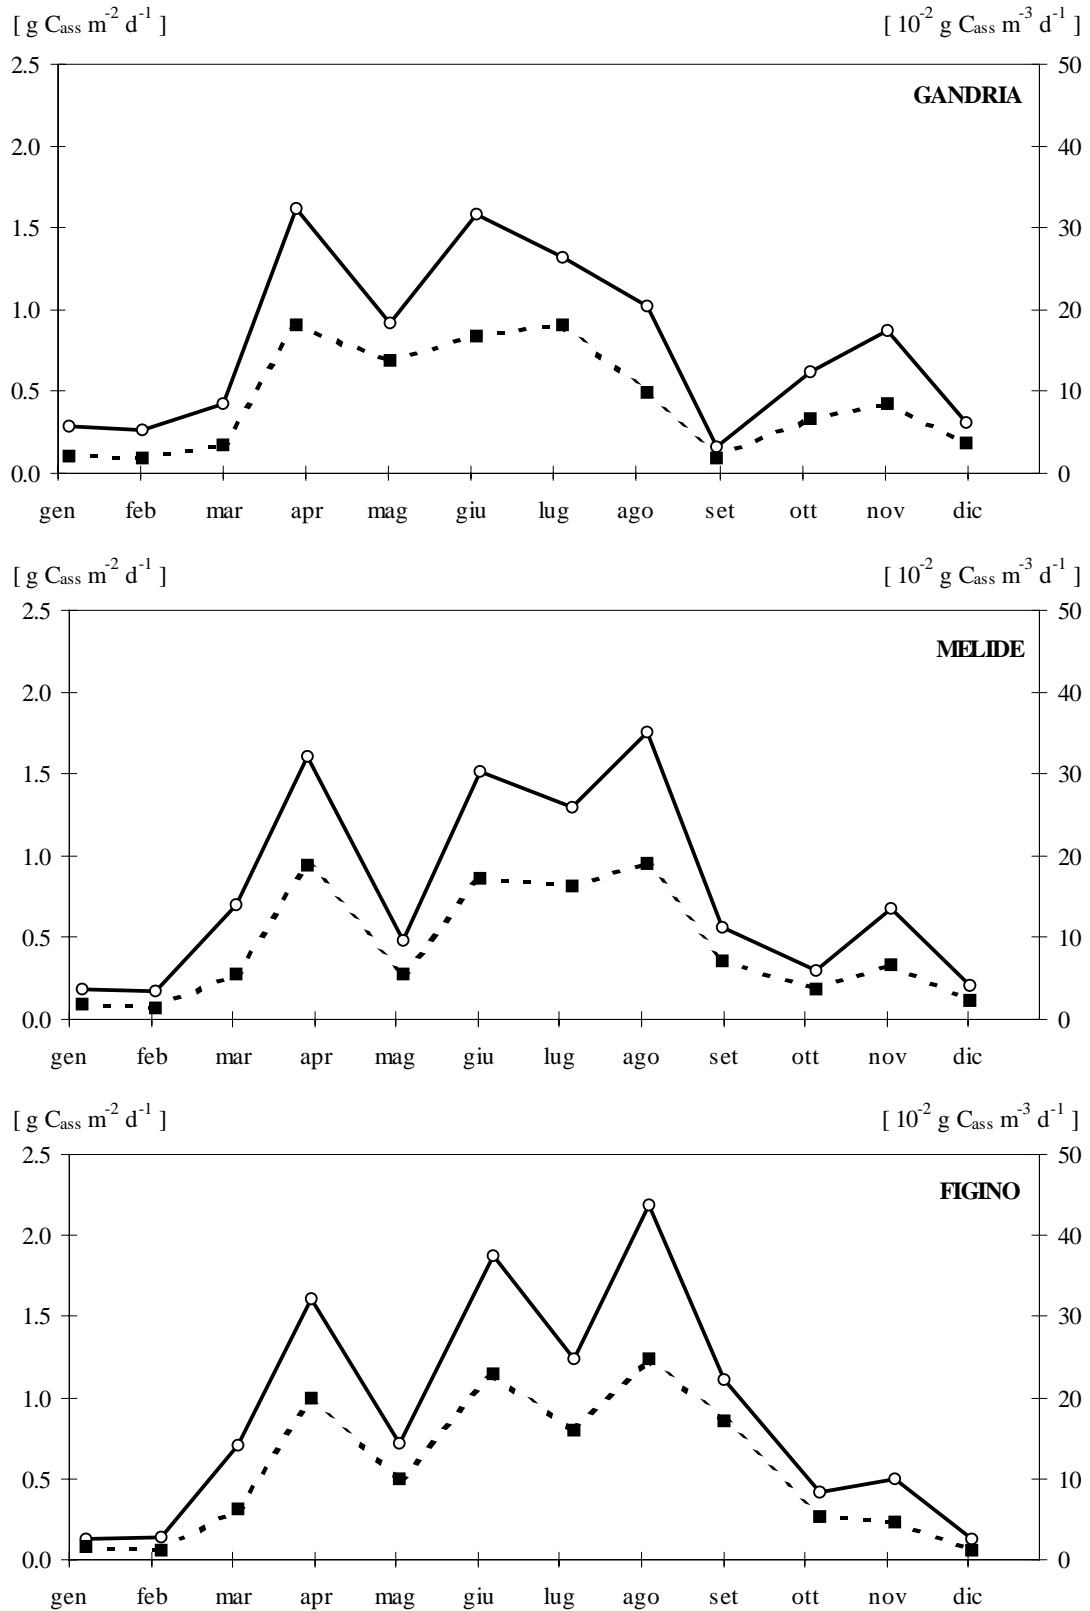 [ g Cass m-2 d-1 ] [ 10-2 g Cass m-3 d-1 ]
2.5 50
GANDRIA
2.0 40
1.5 30
1.0 20
0.5 10
0.0 0
gen feb mar apr mag giu lug ago set ott nov dic
[ g Cass m-2 d-1 ] [ 10-2 g Cass m-3 d-1 ]
2.5 50
MELIDE
2.0 40
1.5 30
1.0 20
0.5 10
0.0 0
gen feb mar apr mag giu lug ago set ott nov dic
[ g Cass m-2 d-1 ] [ 10-2 g Cass m-3 d-1 ]
2.5 50
FIGINO
2.0 40
1.5 30
1.0 20
0.5 10
0.0 0
gen feb mar apr mag giu lug ago set ott nov dic